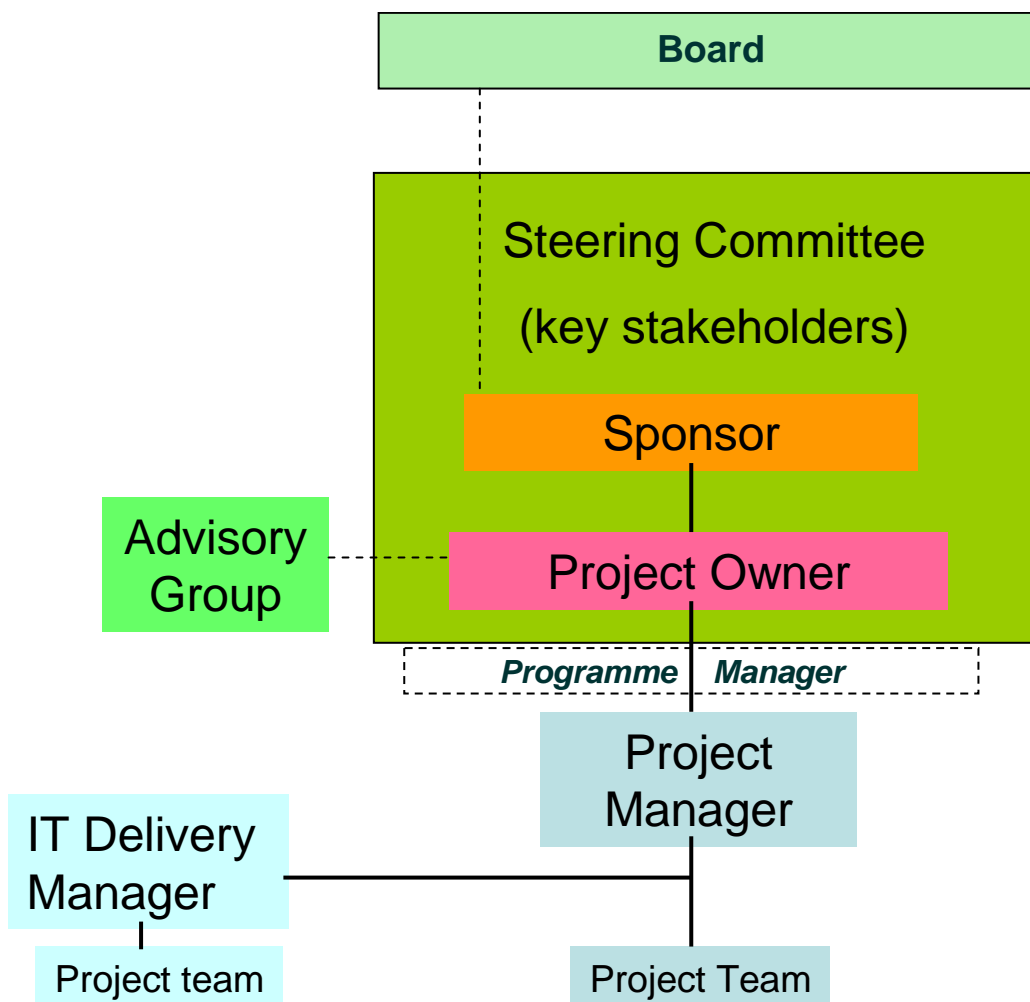 Board
Steering Committee
(key stakeholders)
Sponsor
Advisory
Group
Project Owner
Programme Manager
Project
Manager
IT Delivery
Manager
Project team
Project Team